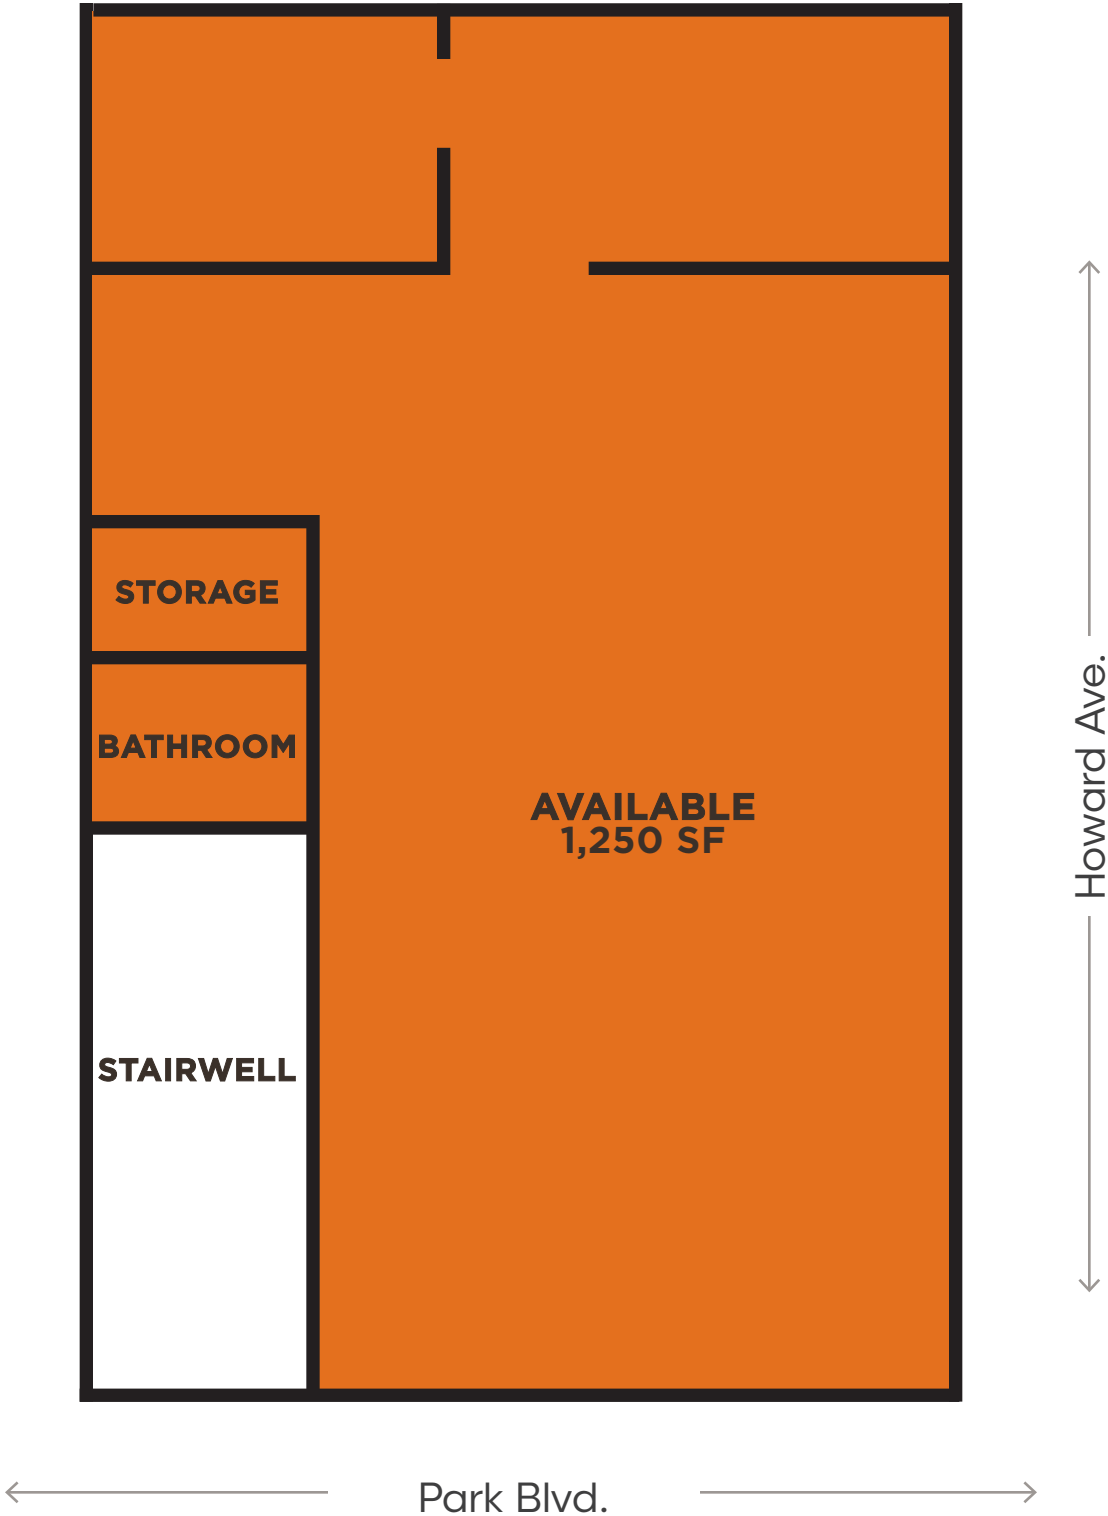 STORAGE
BATHROOM
AVAILABLE
1,250 SF
Howard Ave.
STAIRWELL
Park Blvd.